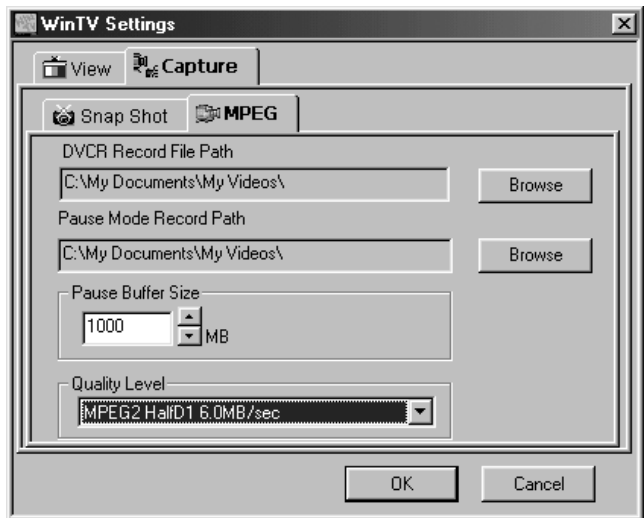 WinTV Settings
View Capture
Snap Shot MPEG
DVCR Record File Path
C:\My Documents\My Videos\ Browse
Pause Mode Record Path
C:\My Documents\My Videos\ Browse
Pause Buffer Size
1000 MB
Quality Level
MPEG2 HalfD1 6.0MB/sec
OK Cancel